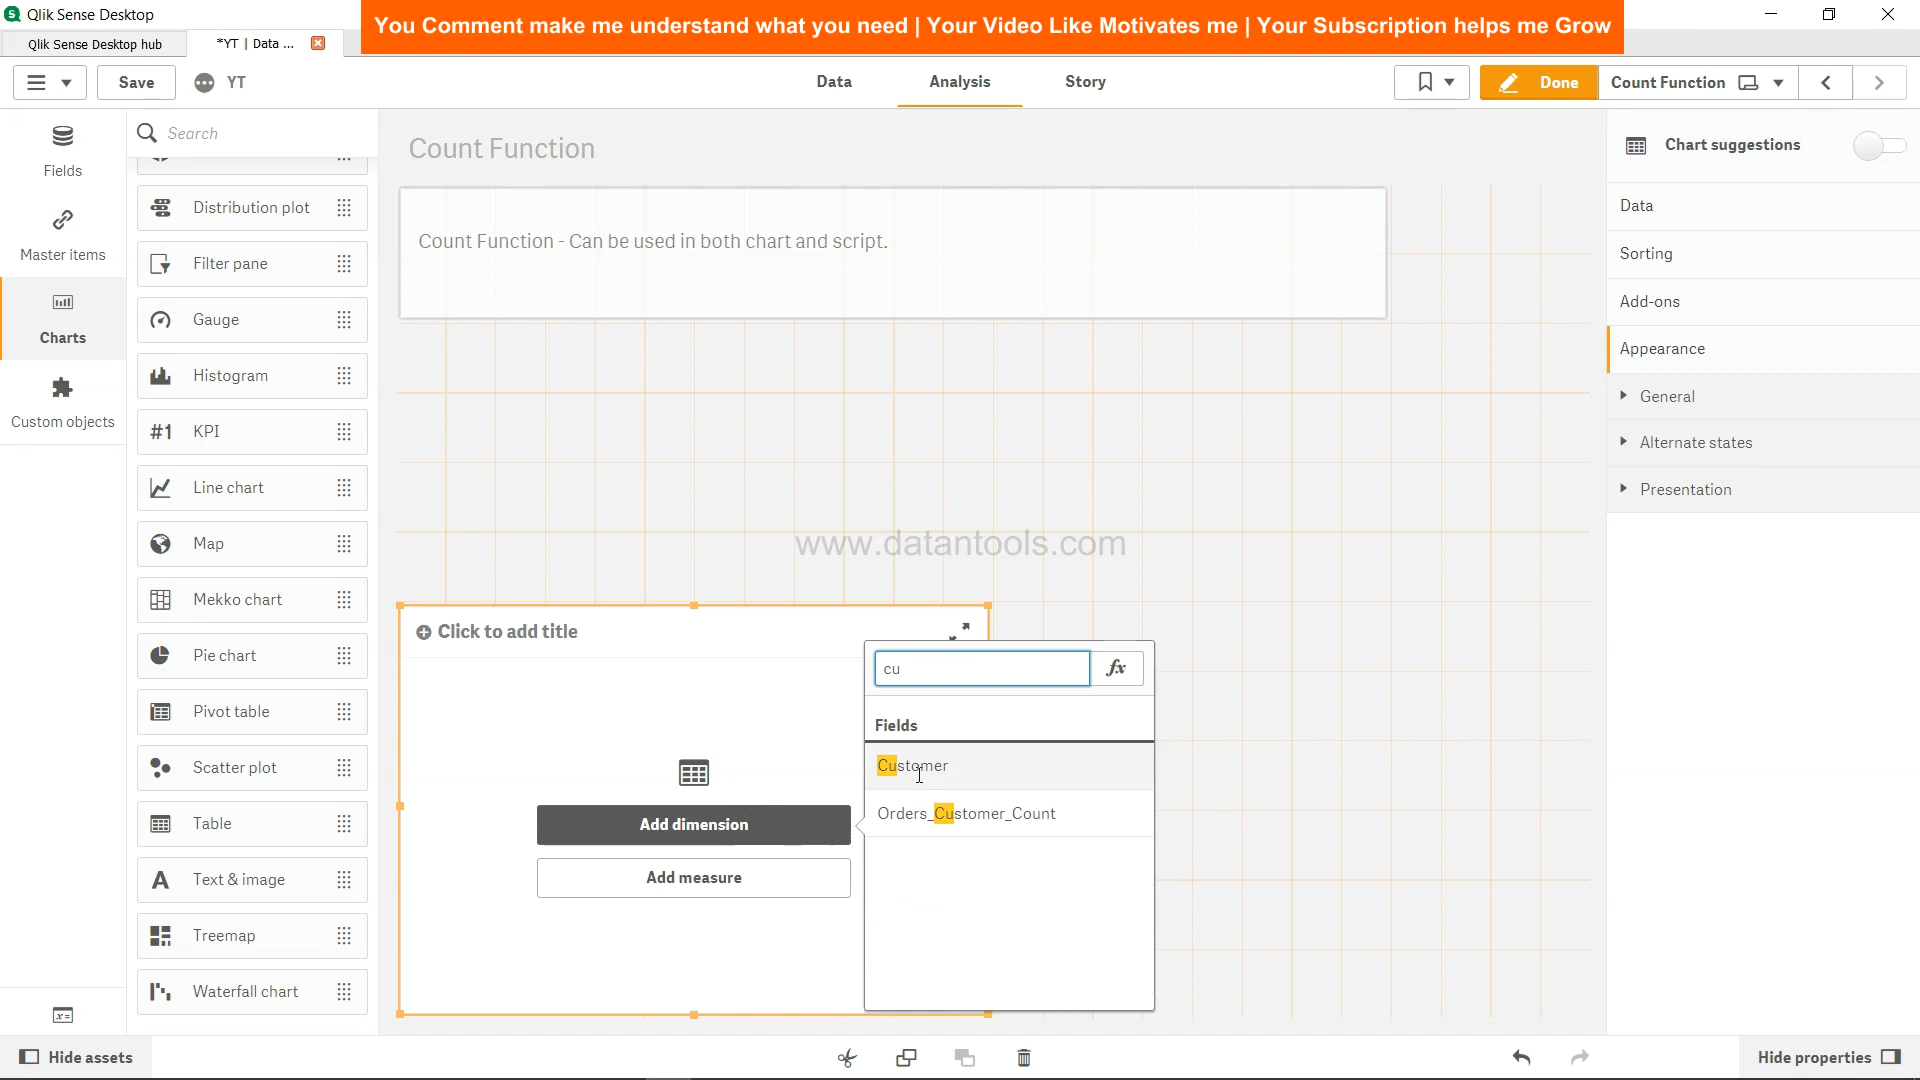 Qlik Sense Desktop
You Comment make me understand what you need | Your Video Like Motivates me | Your Subscription helps me Grow
Qlik Sense Desktop hub
*YT | Data ...
Save
YT
Data
Analysis
Story
Done
Count Function
Fields
Master items
Charts
Custom objects
Search
Distribution plot
Filter pane
Gauge
Histogram
#1 KPI
Line chart
Map
Mekko chart
Pie chart
Pivot table
Scatter plot
Table
A Text & image
Treemap
Waterfall chart
Count Function
Count Function - Can be used in both chart and script.
www.datantools.com
Click to add title
Add dimension
Add measure
cu
fx
Fields
Customer
Orders_Customer_Count
Chart suggestions
Data
Sorting
Add-ons
Appearance
General
Alternate states
Presentation
x=
Hide assets
Hide properties